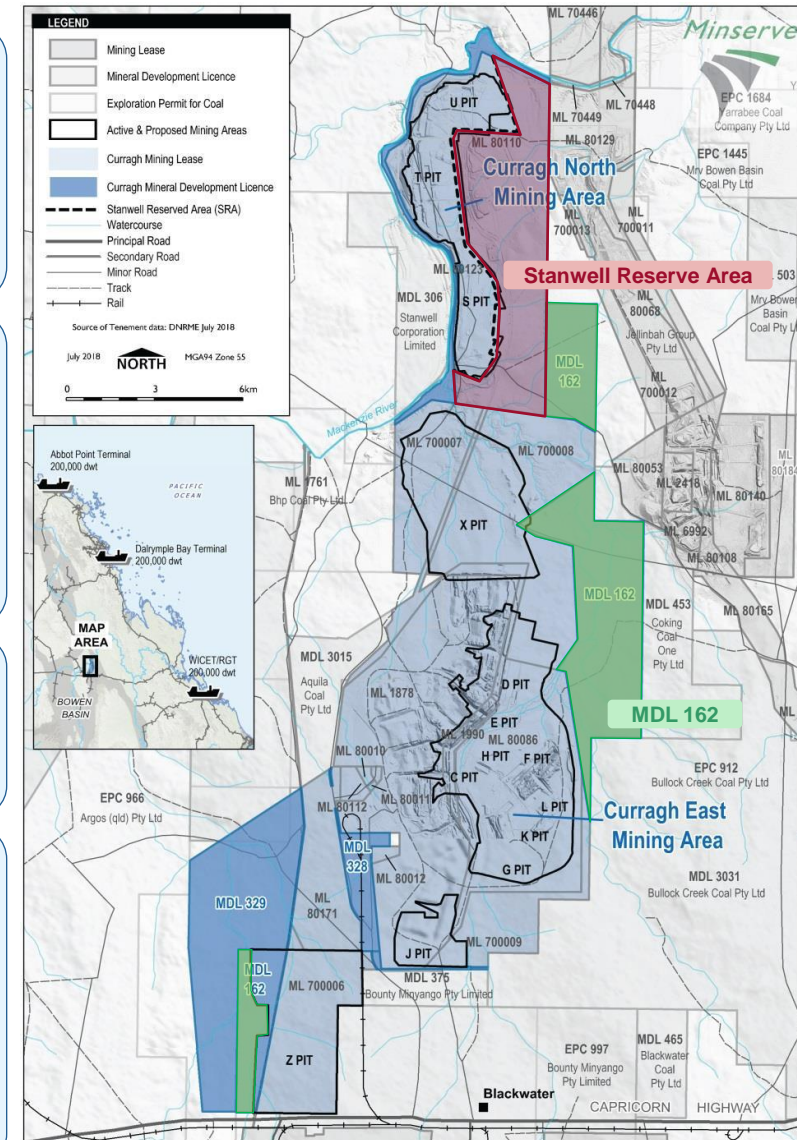 LEGEND
Mining Lease
Mineral Development Licence
Exploration Permit for Coal
Active & Proposed Mining Areas
Curragh Mining Lease
Curragh Mineral Development Licence
Stanwell Reserved Area (SRA)
Watercourse
Principal Road
Secondary Road
Minor Road
Track
Rail
Source of Tenement data: DNRME July 2018
July 2018
NORTH
MGA94 Zone 55
0 3 6km
Abbot Point Terminal
200,000 dwt
PACIFIC
OCEAN
Dalrymple Bay Terminal
200,000 dwt
MAP
AREA
WICET/RGT
200,000 dwt
BOWEN
BASIN
Minserve
ML 70446
ML 70448
ML 70449
EPC 1684
Yarrabee Coal
Company Pty Ltd
U PIT
ML 80110
ML 80129
EPC 1445
Mrv Bowen Basin
Coal Pty Ltd
T PIT
Curragh North
Mining Area
ML
700013
ML
700011
ML 80123
Stanwell Reserve Area
503
Mrv Bowen
Basin
Coal Pty Ltd
MDL 306
Stanwell
Corporation
Limited
S PIT
ML
80068
Jellinbah Group
Pty Ltd
MDL
162
ML
700012
Mackenzie River
ML 700007
ML 700008
ML 1761
Bhp Coal Pty Ltd
ML 80053
ML 2418
ML 80140
ML
80184
X PIT
ML 6992
ML 80108
MDL 162
MDL 453
Coking
Coal
One
Pty Ltd
ML 80165
MDL 3015
Aquila
Coal
Pty Ltd
ML 1878
D PIT
E PIT
MDL 162
ML 1990
ML 80086
H PIT
F PIT
ML 80010
C PIT
EPC 912
Bullock Creek Coal Pty Ltd
EPC 966
Argos (qld) Pty Ltd
ML 80112
ML 80011
L PIT
Curragh East
Mining Area
K PIT
MDL
328
G PIT
ML 80012
MDL 3031
Bullock Creek Coal Pty Ltd
MDL 329
ML
80171
J PIT
ML 700009
MDL
162
ML 700006
MDL 375
Bounty Minyango Pty Limited
Z PIT
EPC 997
Bounty Minyango
Pty Limited
MDL 465
Blackwater
Coal
Pty Ltd
Blackwater
CAPRICORN HIGHWAY